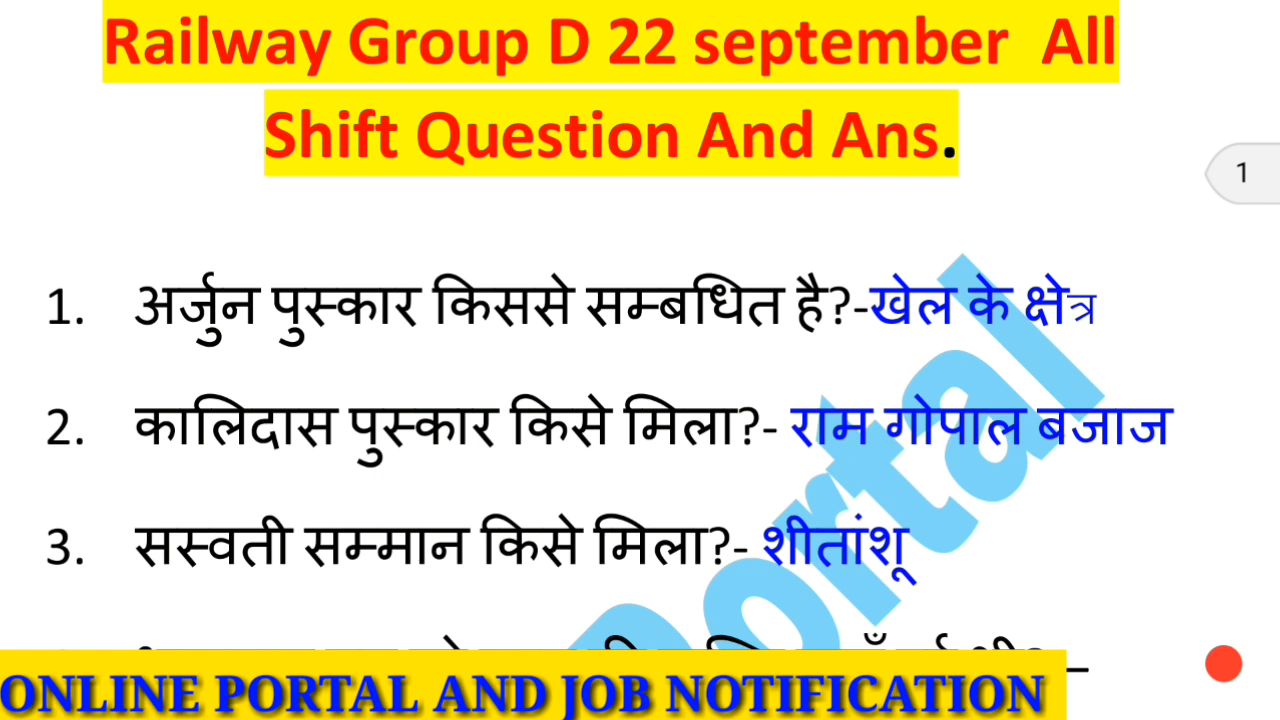 Railway Group D 22 september All
Shift Question And Ans.
1
1. अर्जुन पुस्कार किससे सम्बधित है?-खेल के क्षेत्र
2. कालिदास पुस्कार किसे मिला?- राम गोपाल बजाज
3. सस्वती सम्मान किसे मिला?- शीतांशू
Portal
ONLINE PORTAL AND JOB NOTIFICATION